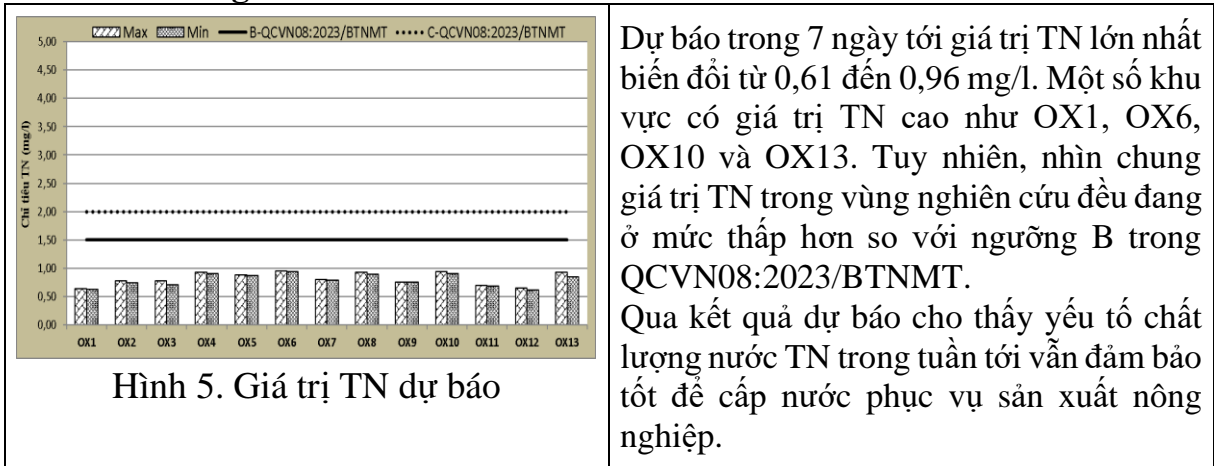 Max Min B-QCVN08:2023/BTNMT C-QCVN08:2023/BTNMT
5,00
4,50
4,00
3,50
3,00
2,50
2,00
1,50
1,00
0,50
0,00
Chỉ tiêu TN (mg/l)
OX1 OX2 OX3 OX4 OX5 OX6 OX7 OX8 OX9 OX10 OX11 OX12 OX13
Hình 5. Giá trị TN dự báo
Dự báo trong 7 ngày tới giá trị TN lớn nhất
biến đổi từ 0,61 đến 0,96 mg/l. Một số khu
vực có giá trị TN cao như OX1, OX6,
OX10 và OX13. Tuy nhiên, nhìn chung
giá trị TN trong vùng nghiên cứu đều đang
ở mức thấp hơn so với ngưỡng B trong
QCVN08:2023/BTNMT.
Qua kết quả dự báo cho thấy yếu tố chất
lượng nước TN trong tuần tới vẫn đảm bảo
tốt để cấp nước phục vụ sản xuất nông
nghiệp.